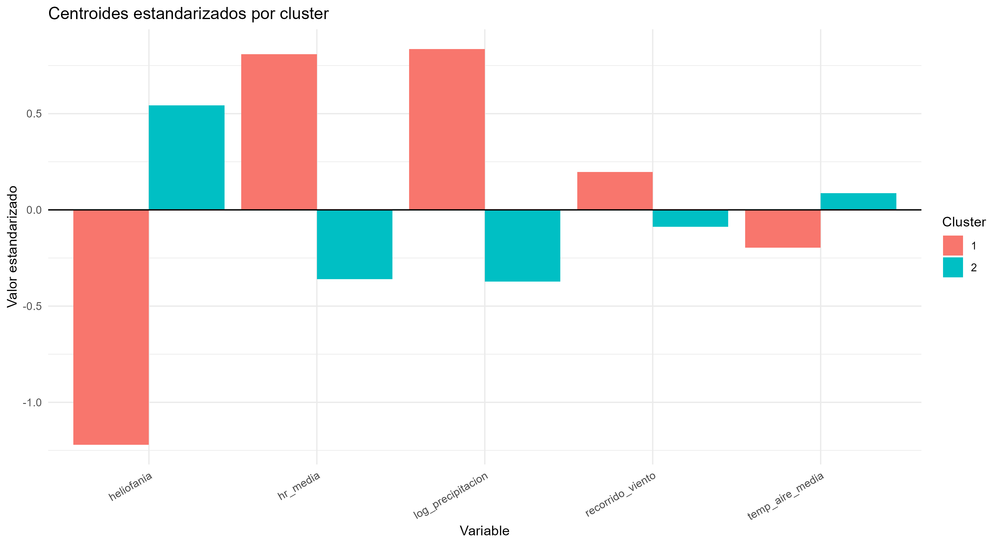 Centroides estandarizados por cluster
Valor estandarizado
0.5
0.0
-0.5
-1.0
heliofania
hr_media
log_precipitacion
recorrido_viento
temp_aire_media
Variable
Cluster
1
2